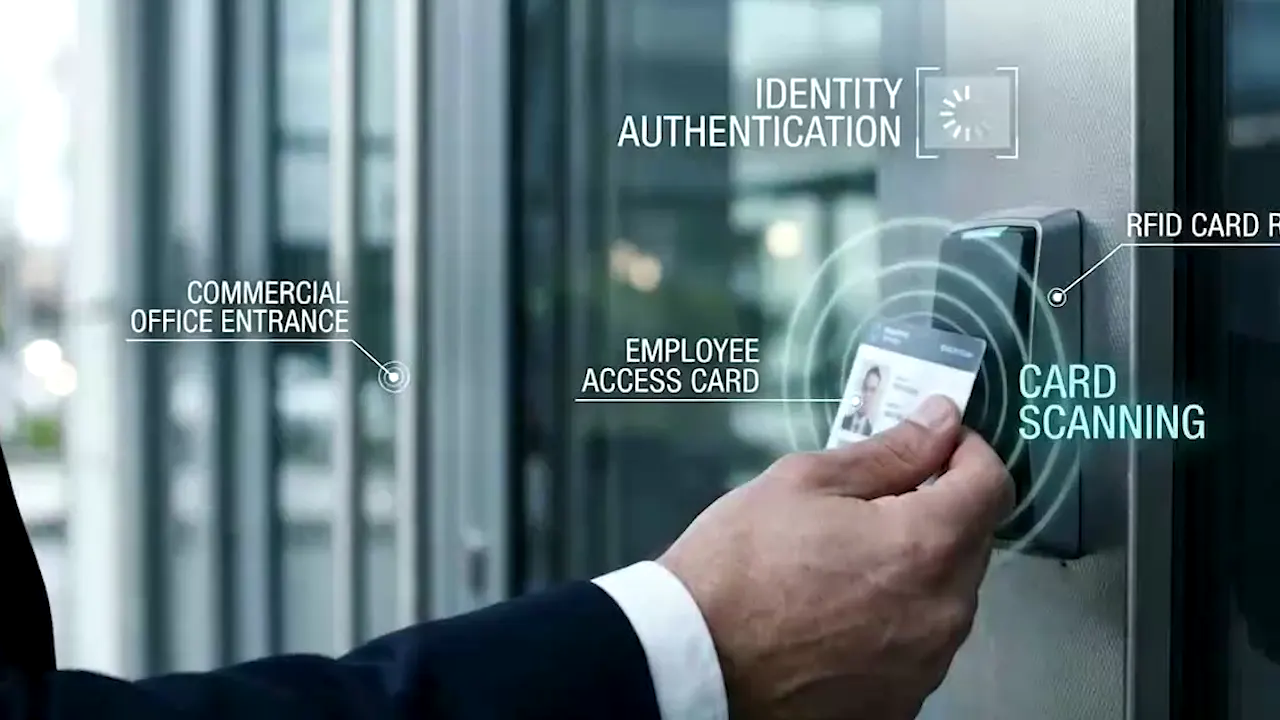 IDENTITY
AUTHENTICATION
RFID CARD R
COMMERCIAL
OFFICE ENTRANCE
EMPLOYEE
ACCESS CARD
CARD
SCANNING